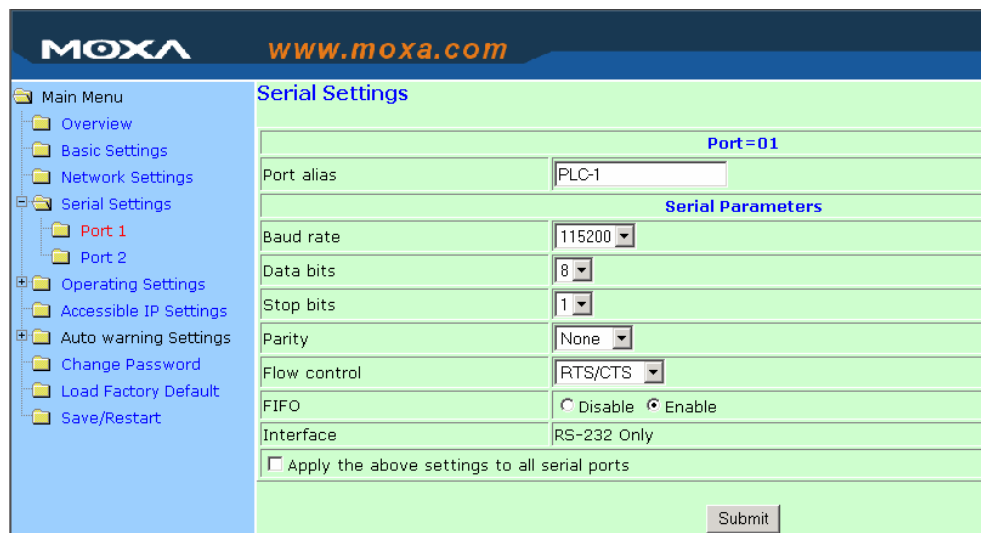 MOXA www.moxa.com
Main Menu
Overview
Basic Settings
Network Settings
Serial Settings
Port 1
Port 2
Operating Settings
Accessible IP Settings
Auto warning Settings
Change Password
Load Factory Default
Save/Restart
Serial Settings
Port=01
Port alias PLC-1
Serial Parameters
Baud rate 115200
Data bits 8
Stop bits 1
Parity None
Flow control RTS/CTS
FIFO Disable Enable
Interface RS-232 Only
Apply the above settings to all serial ports
Submit